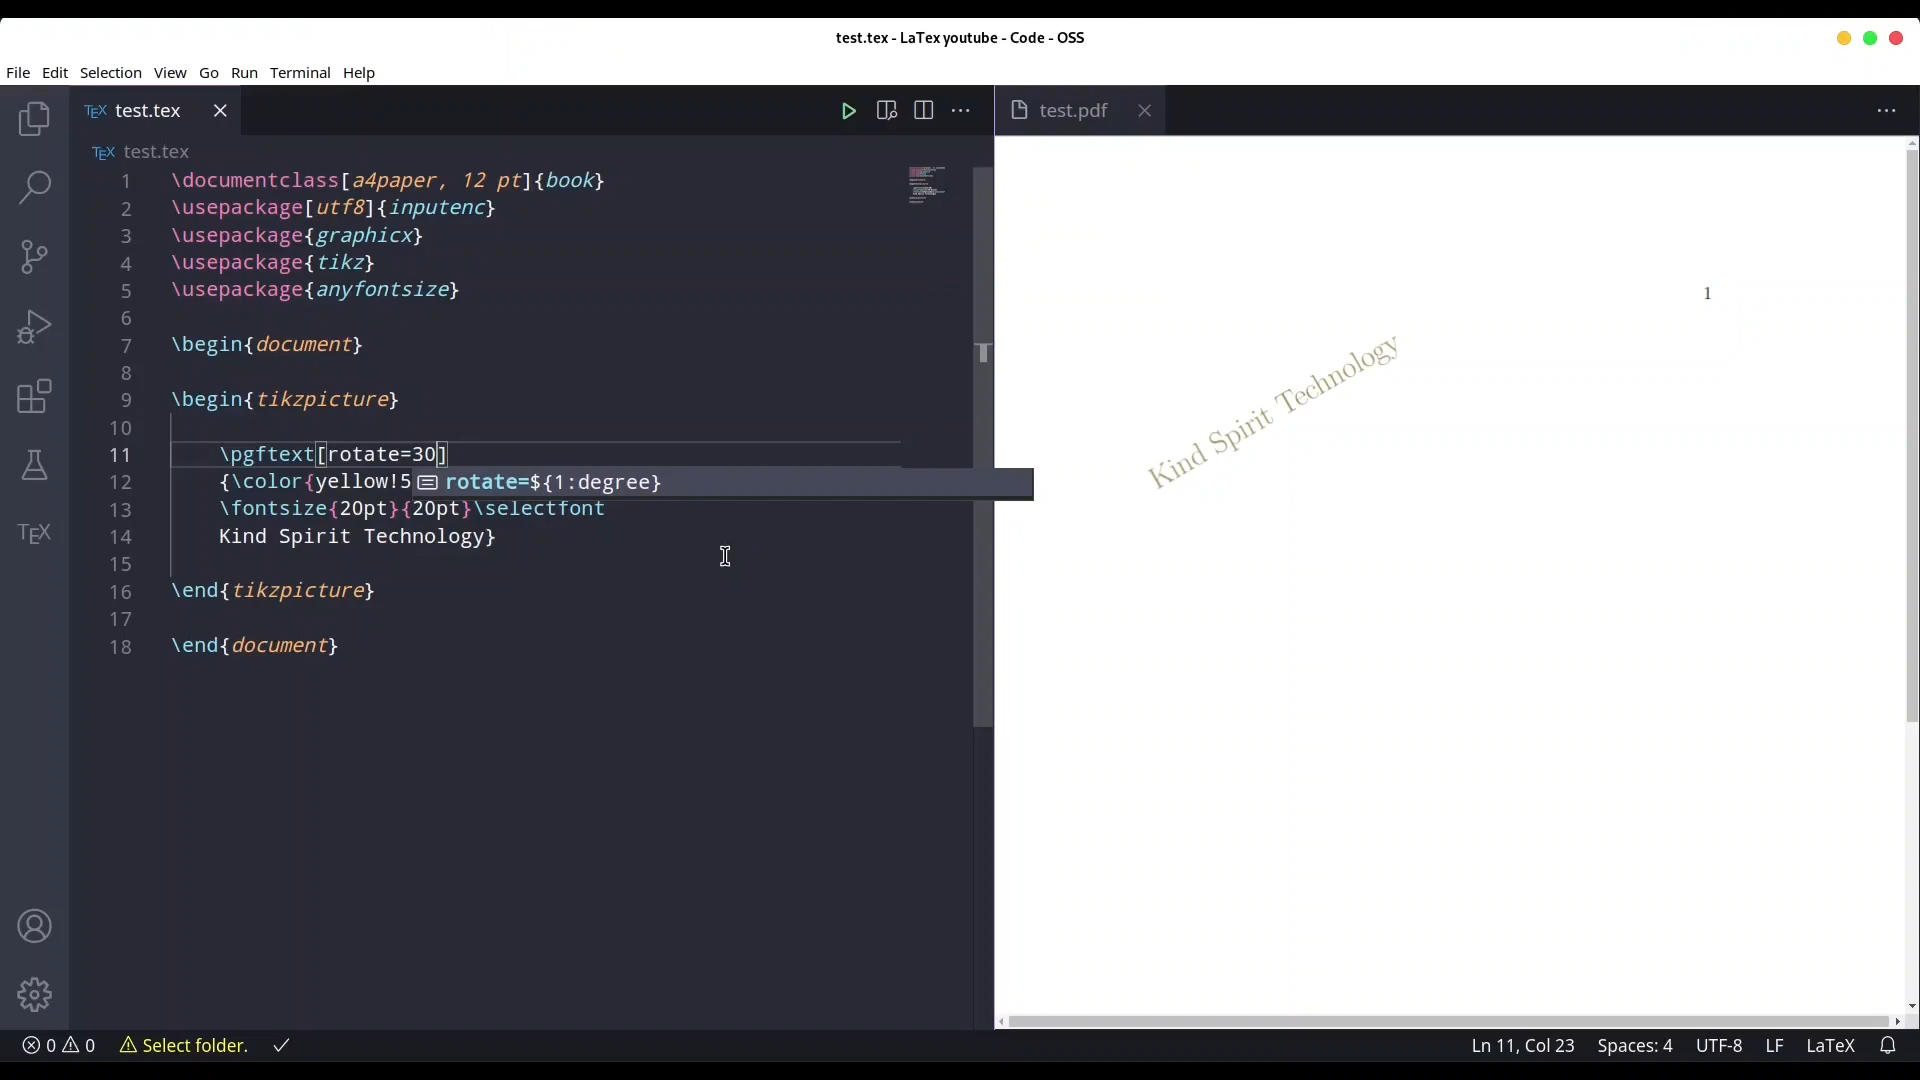 test.tex - LaTex youtube - Code - OSS
File Edit Selection View Go Run Terminal Help
TEX test.tex
test.pdf
TEX test.tex
1 \documentclass[a4paper, 12 pt]{book}
2 \usepackage[utf8]{inputenc}
3 \usepackage{graphicx}
4 \usepackage{tikz}
5 \usepackage{anyfontsize}
6
7 \begin{document}
8
9 \begin{tikzpicture}
10
11 \pgftext[rotate=30]
12 {\color{yellow!5
rotate=${1:degree}
13 \fontsize{20pt}{20pt}\selectfont
14 Kind Spirit Technology}
15
16 \end{tikzpicture}
17
18 \end{document}
TEX
1
Kind Spirit Technology
0 0 Select folder.
Ln 11, Col 23 Spaces: 4 UTF-8 LF LaTeX